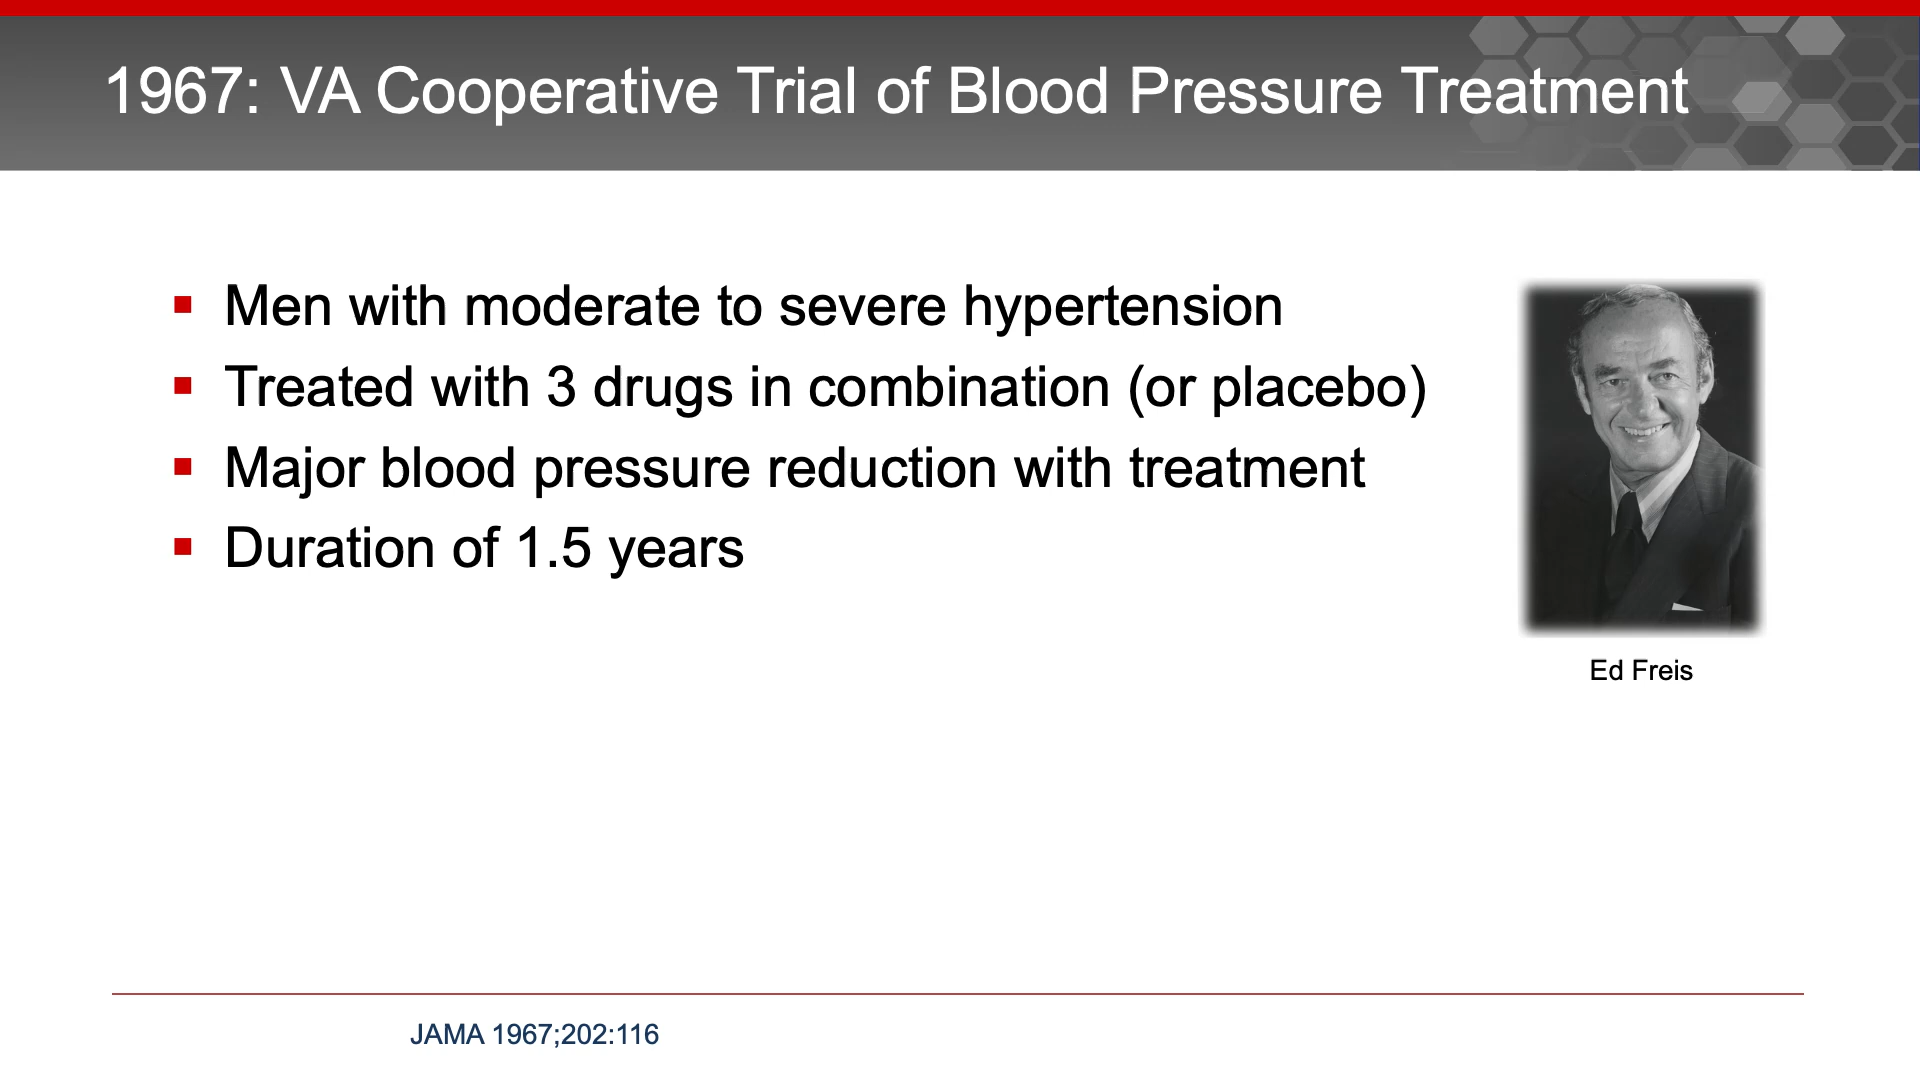 1967: VA Cooperative Trial of Blood Pressure Treatment
▪ Men with moderate to severe hypertension
▪ Treated with 3 drugs in combination (or placebo)
▪ Major blood pressure reduction with treatment
▪ Duration of 1.5 years
Ed Freis
JAMA 1967;202:116